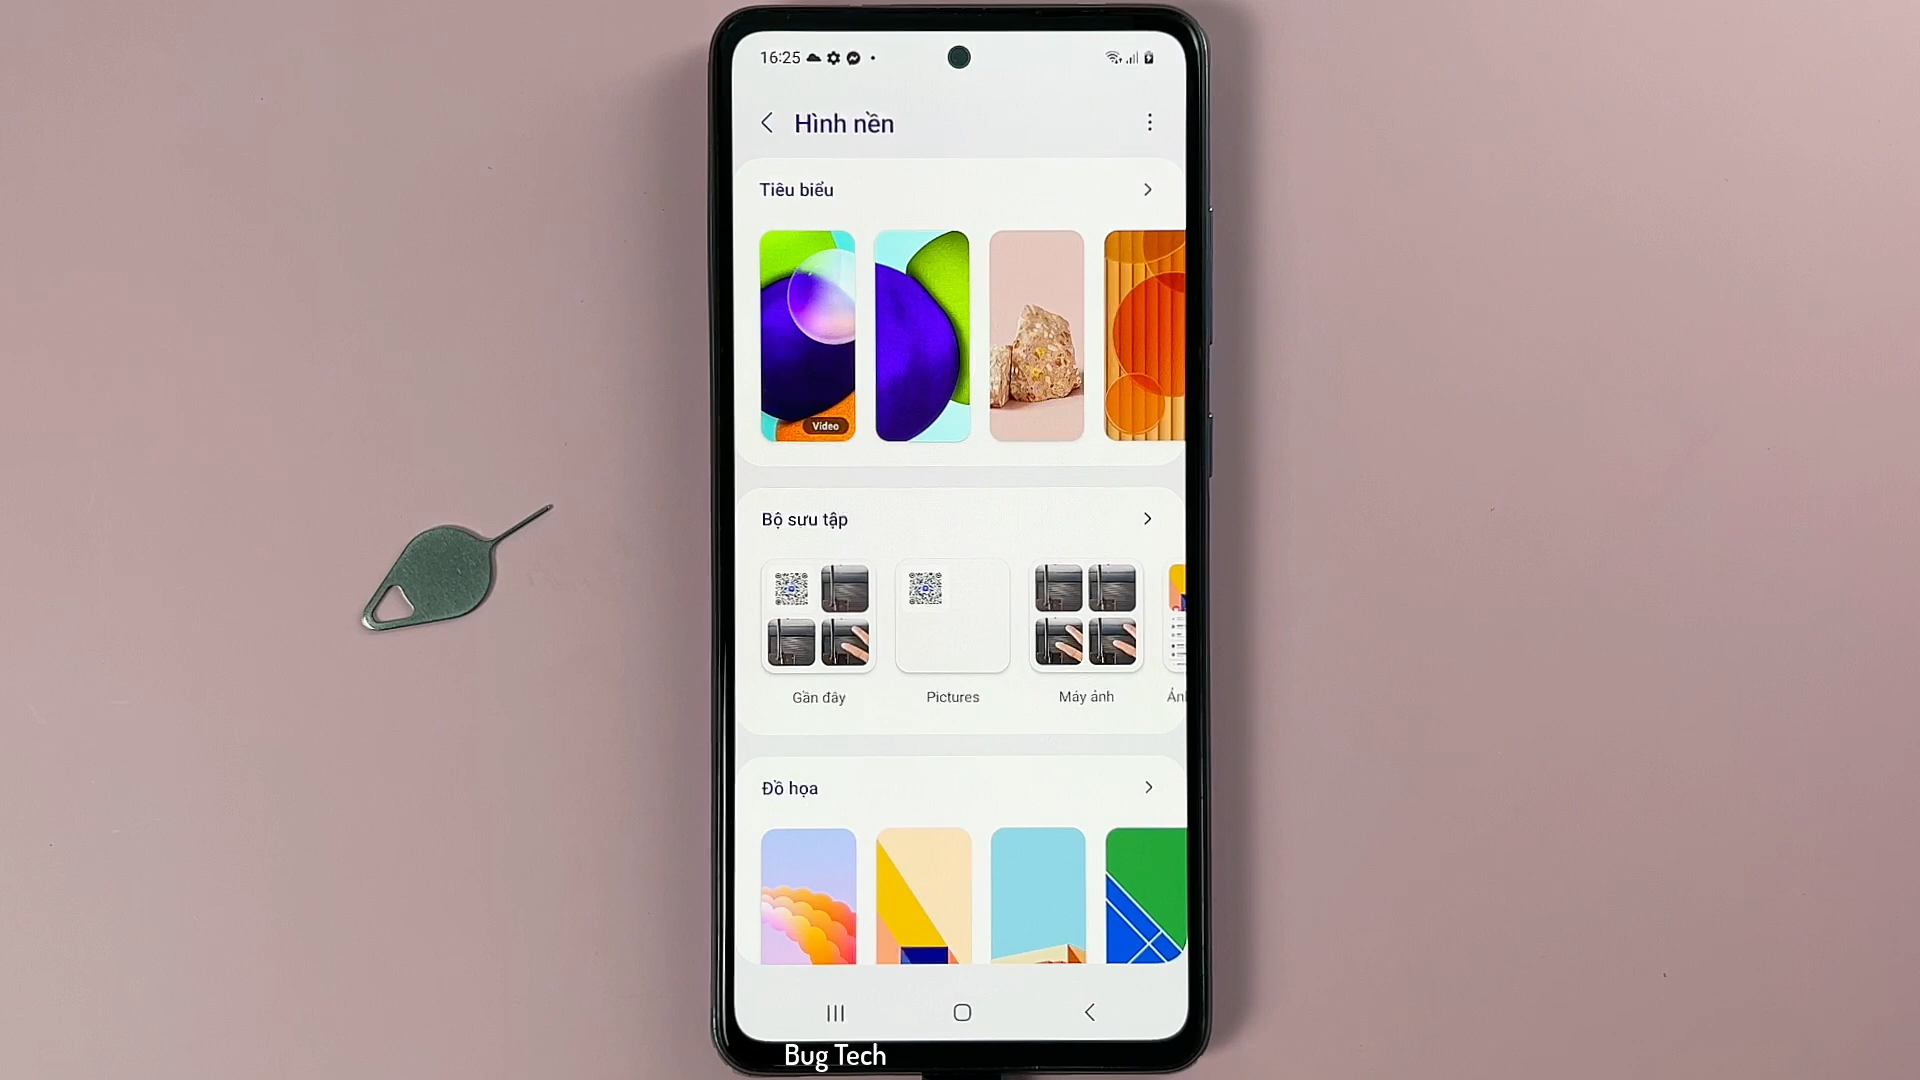 16:25
Hình nền
Tiêu biểu
Video
Bộ sưu tập
Gần đây
Pictures
Máy ảnh
Đồ họa
Bug Tech